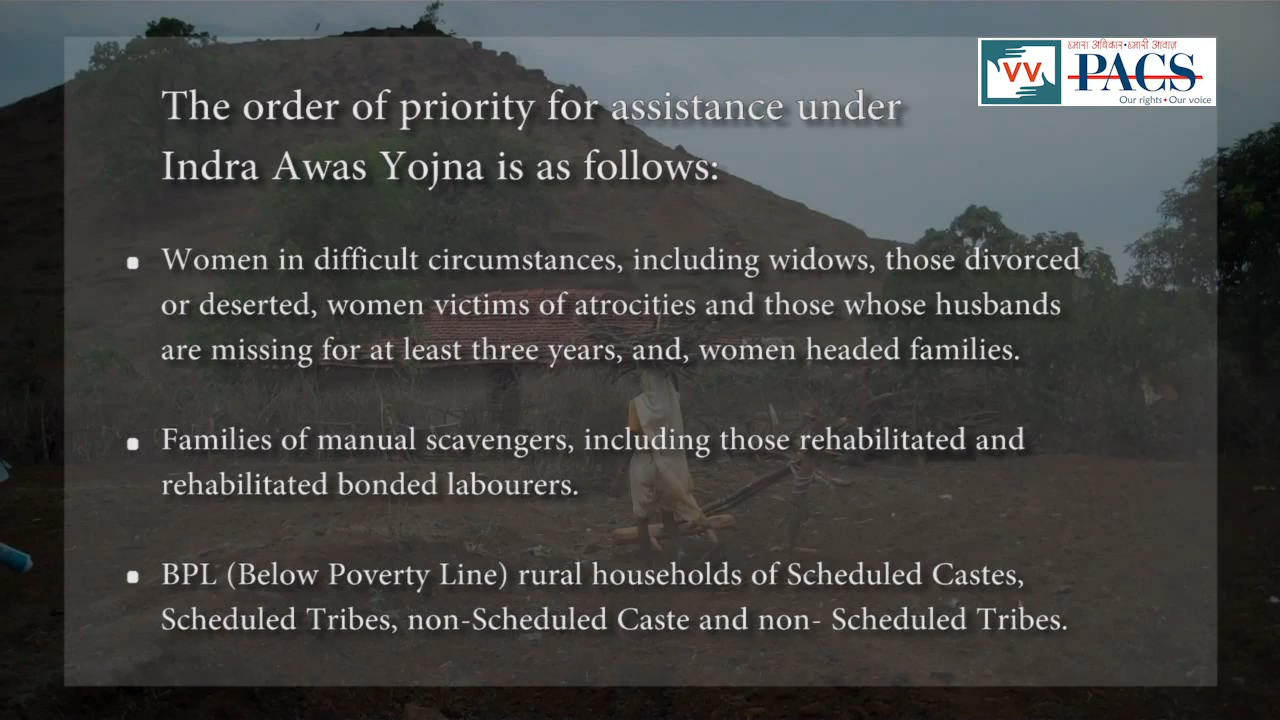 हमारा अधिकार•हमारी आवाज़
VV PACS
Our rights • Our voice
The order of priority for assistance under
Indra Awas Yojna is as follows:
Women in difficult circumstances, including widows, those divorced
or deserted, women victims of atrocities and those whose husbands
are missing for at least three years, and, women headed families.
Families of manual scavengers, including those rehabilitated and
rehabilitated bonded labourers.
BPL (Below Poverty Line) rural households of Scheduled Castes,
Scheduled Tribes, non-Scheduled Caste and non- Scheduled Tribes.